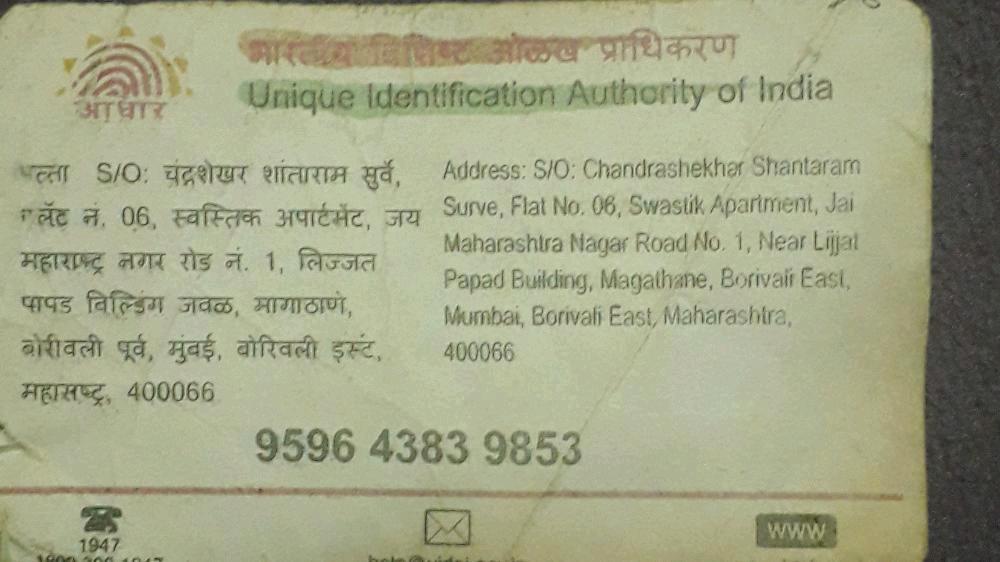 भारतीय विशिष्ट ओळख प्राधिकरण
Unique Identification Authority of India
आधार
पत्ता S/O: चंद्रशेखर शांताराम सुर्वे,
फ्लॅट नं. 06, स्वस्तिक अपार्टमेंट, जय
महाराष्ट्र नगर रोड नं. 1, लिज्जत
पापड बिल्डिंग जवळ, मागाठाणे,
बोरीवली पूर्व, मुंबई, बोरिवली इस्ट,
महाराष्ट्र, 400066
Address: S/O: Chandrashekhar Shantaram
Surve, Flat No. 06, Swastik Apartment, Jai
Maharashtra Nagar Road No. 1, Near Lijjat
Papad Building, Magathane, Borivali East,
Mumbai, Borivali East, Maharashtra,
400066
9596 4383 9853
1947
www